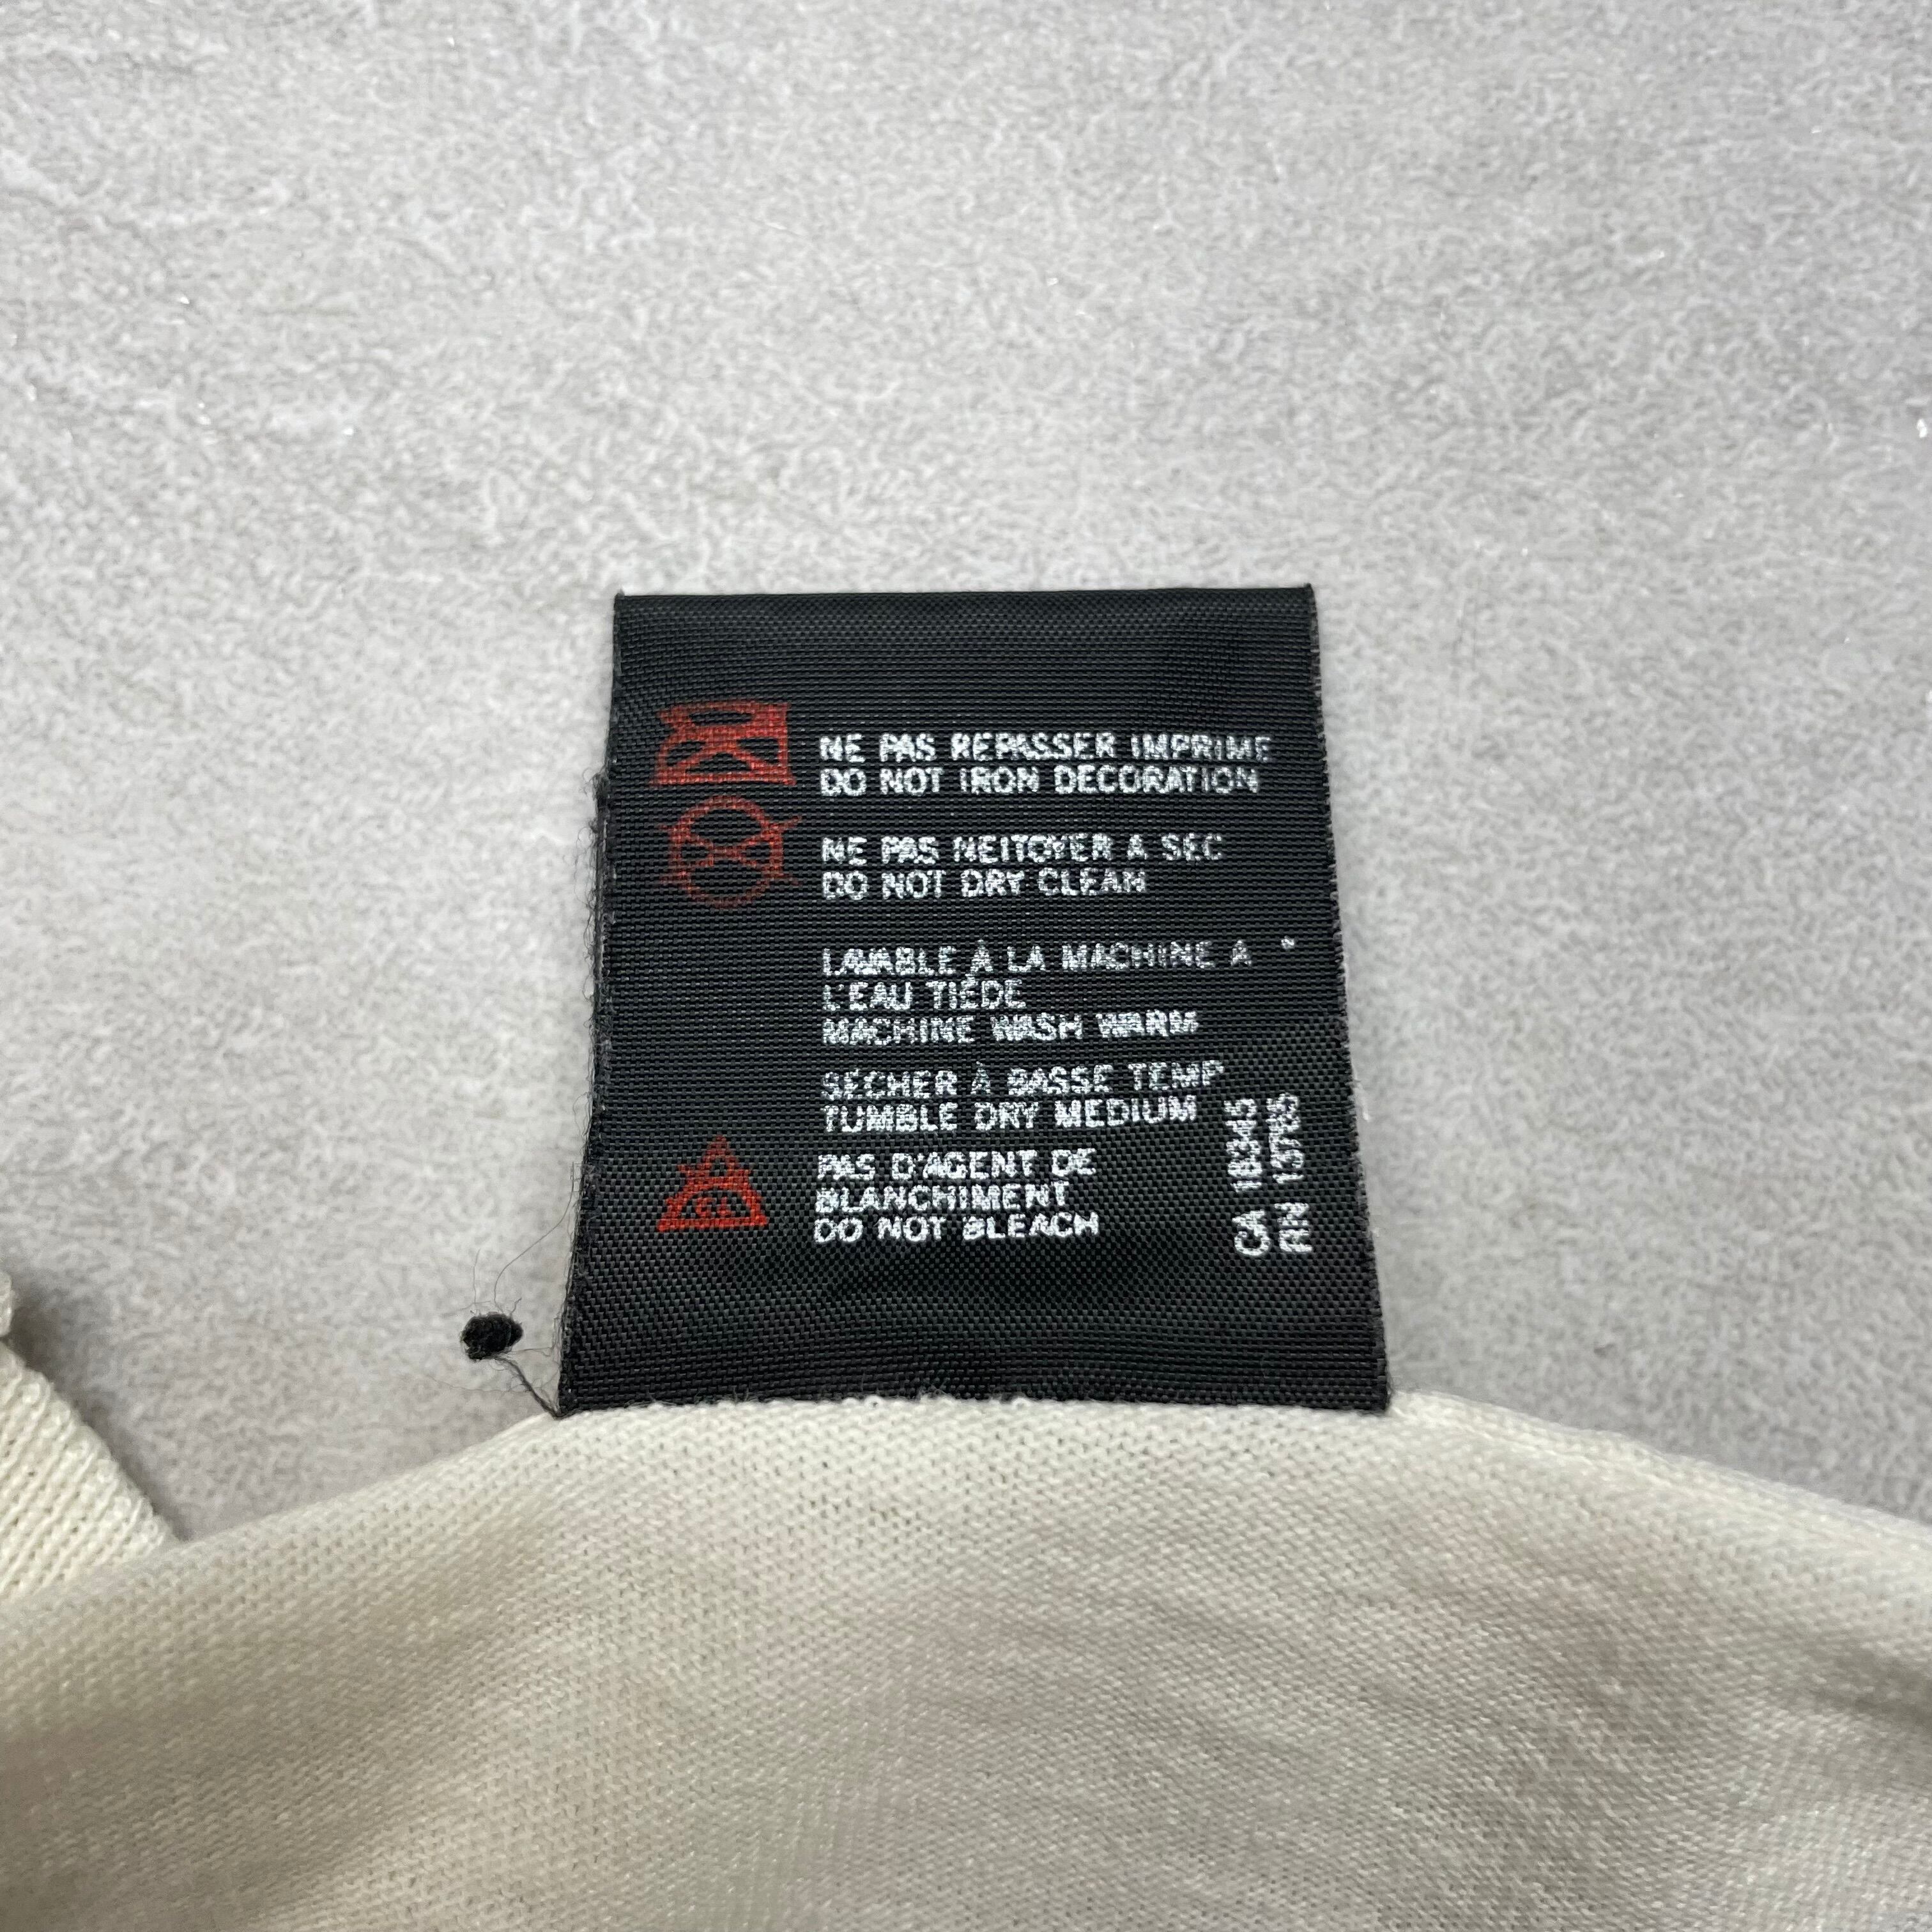 NE PAS REPASSER IMPRIME
DO NOT IRON DECORATION
NE PAS NEITOYER A SEC
DO NOT DRY CLEAN
LAVABLE À LA MACHINE A
L'EAU TIÉDE
MACHINE WASH WARM
SÉCHER À BASSE TEMP
TUMBLE DRY MEDIUM
PAS D'AGENT DE
BLANCHIMENT
DO NOT BLEACH
CL
CA 18345
RN 13765